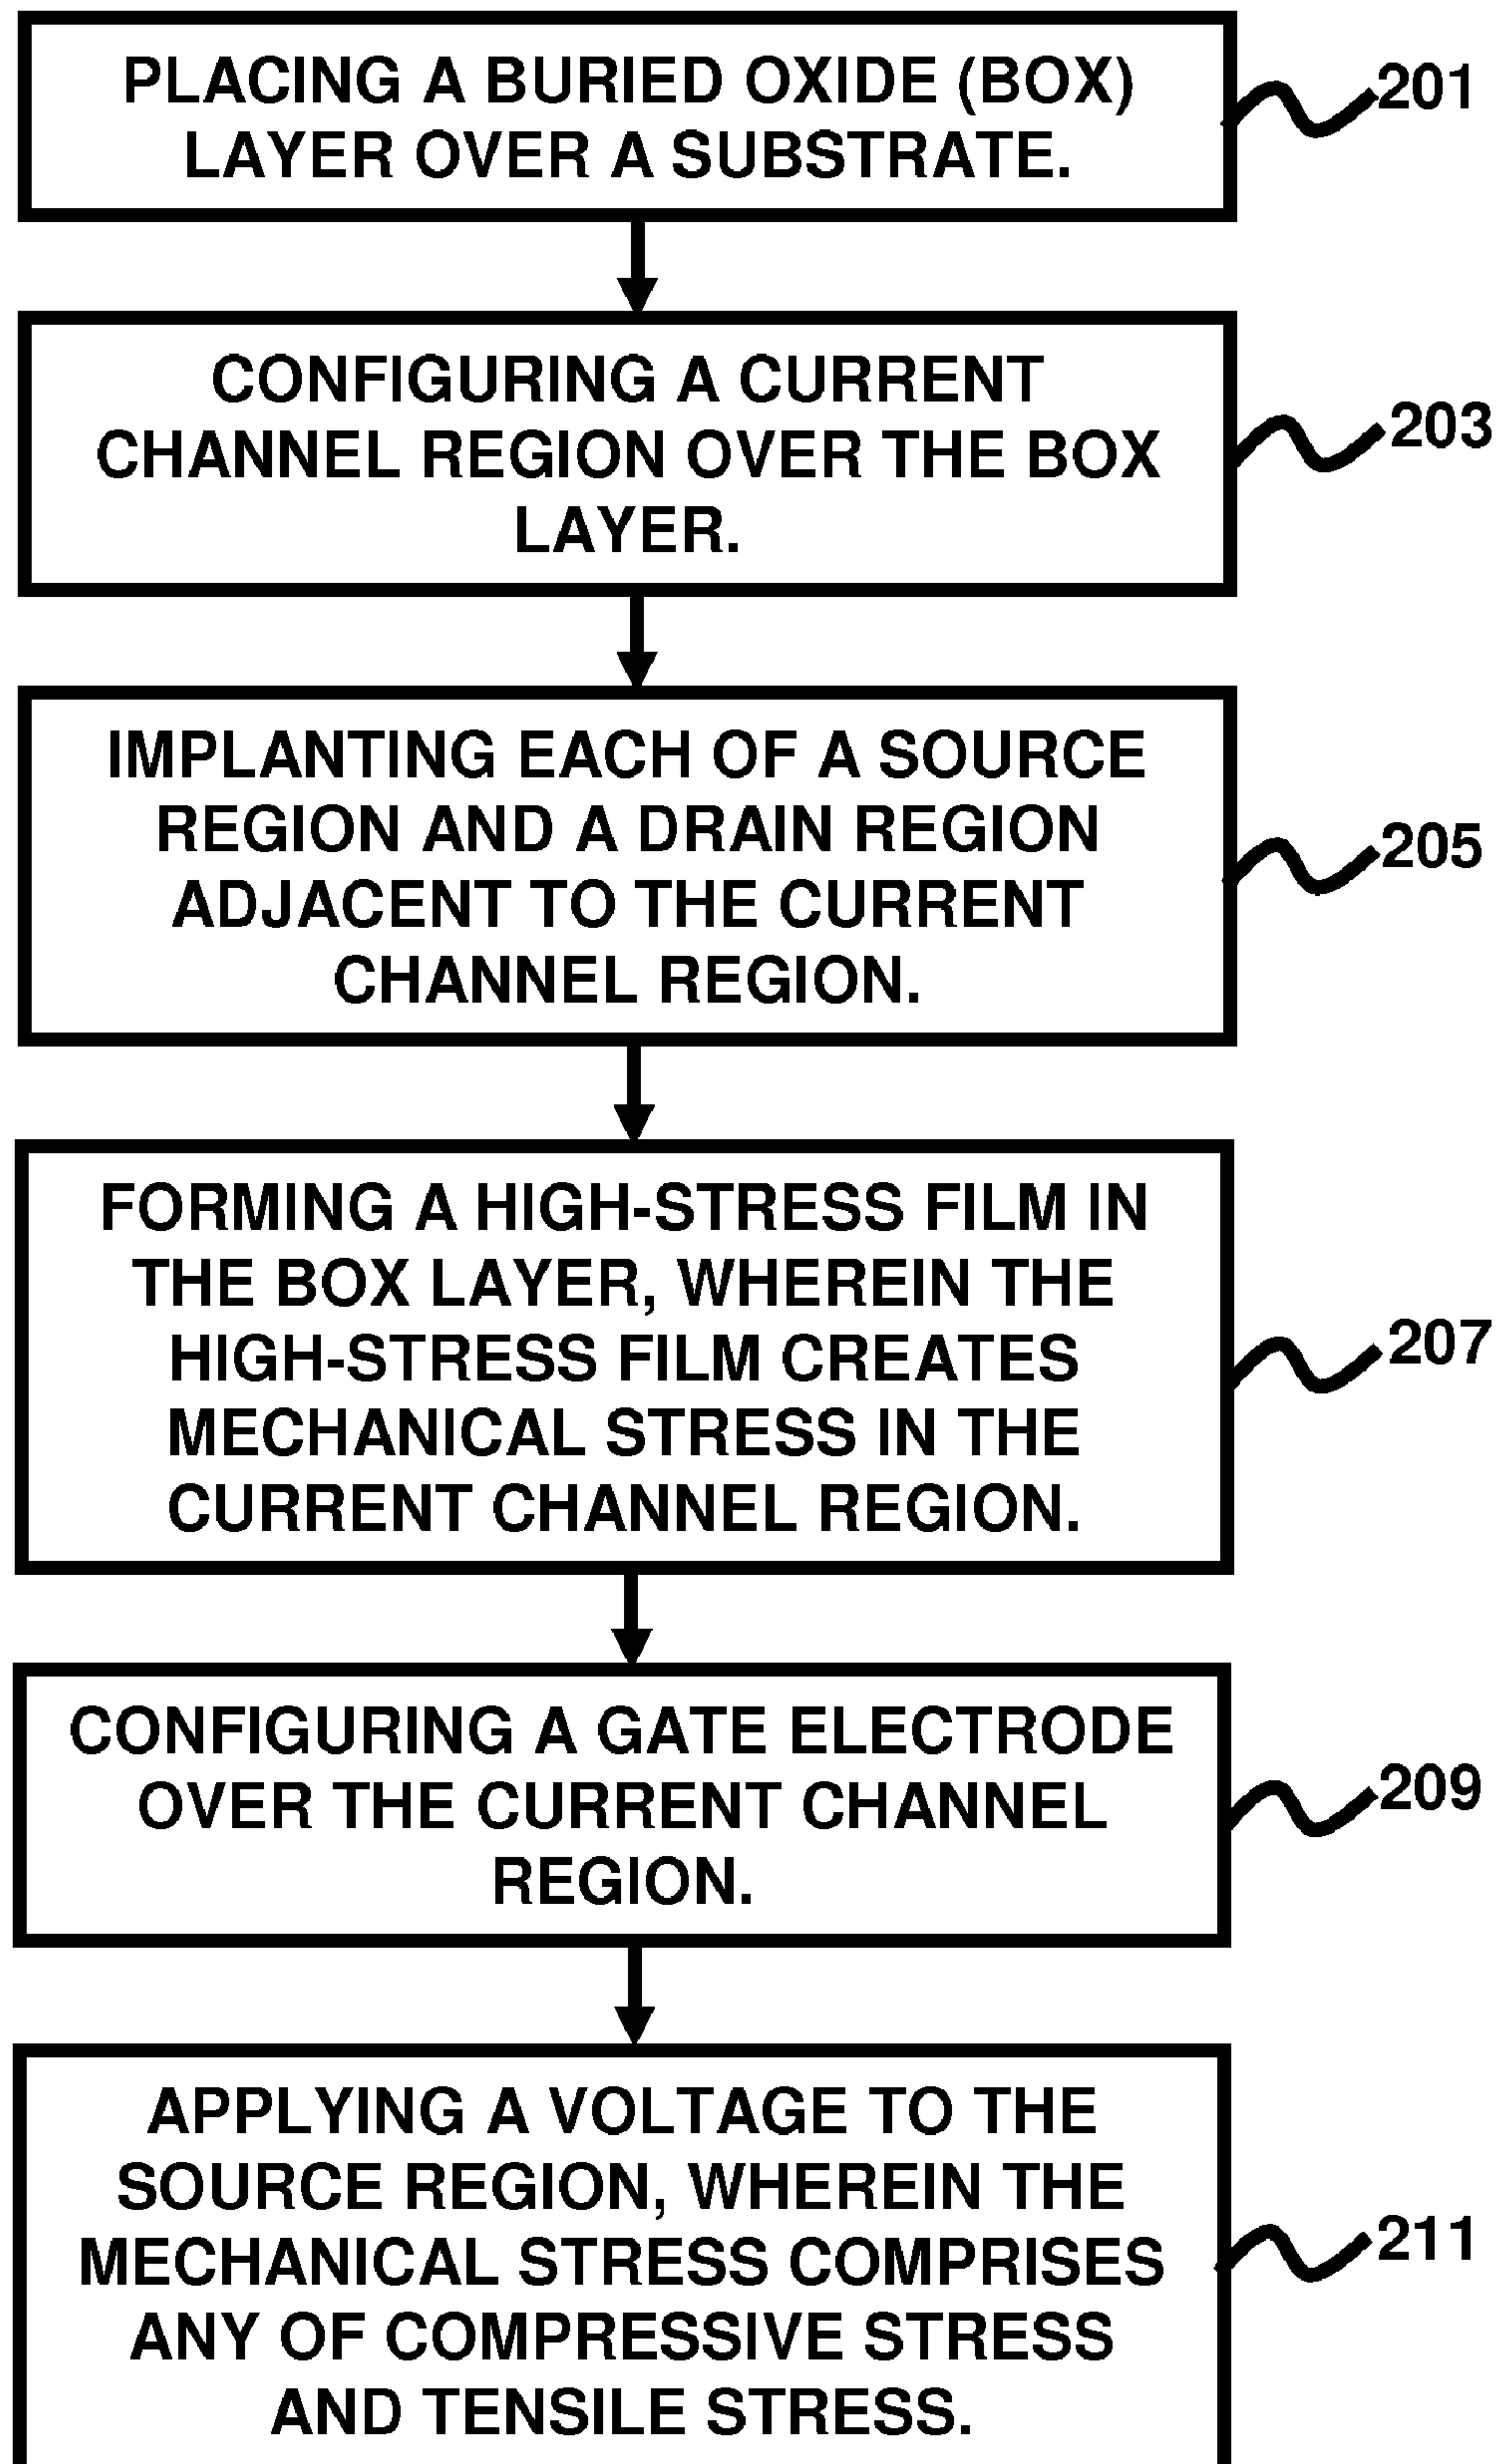 PLACING A BURIED OXIDE (BOX)
LAYER OVER A SUBSTRATE.
201
CONFIGURING A CURRENT
CHANNEL REGION OVER THE BOX
LAYER.
203
IMPLANTING EACH OF A SOURCE
REGION AND A DRAIN REGION
ADJACENT TO THE CURRENT
CHANNEL REGION.
205
FORMING A HIGH-STRESS FILM IN
THE BOX LAYER, WHEREIN THE
HIGH-STRESS FILM CREATES
MECHANICAL STRESS IN THE
CURRENT CHANNEL REGION.
207
CONFIGURING A GATE ELECTRODE
OVER THE CURRENT CHANNEL
REGION.
209
APPLYING A VOLTAGE TO THE
SOURCE REGION, WHEREIN THE
MECHANICAL STRESS COMPRISES
ANY OF COMPRESSIVE STRESS
AND TENSILE STRESS.
211